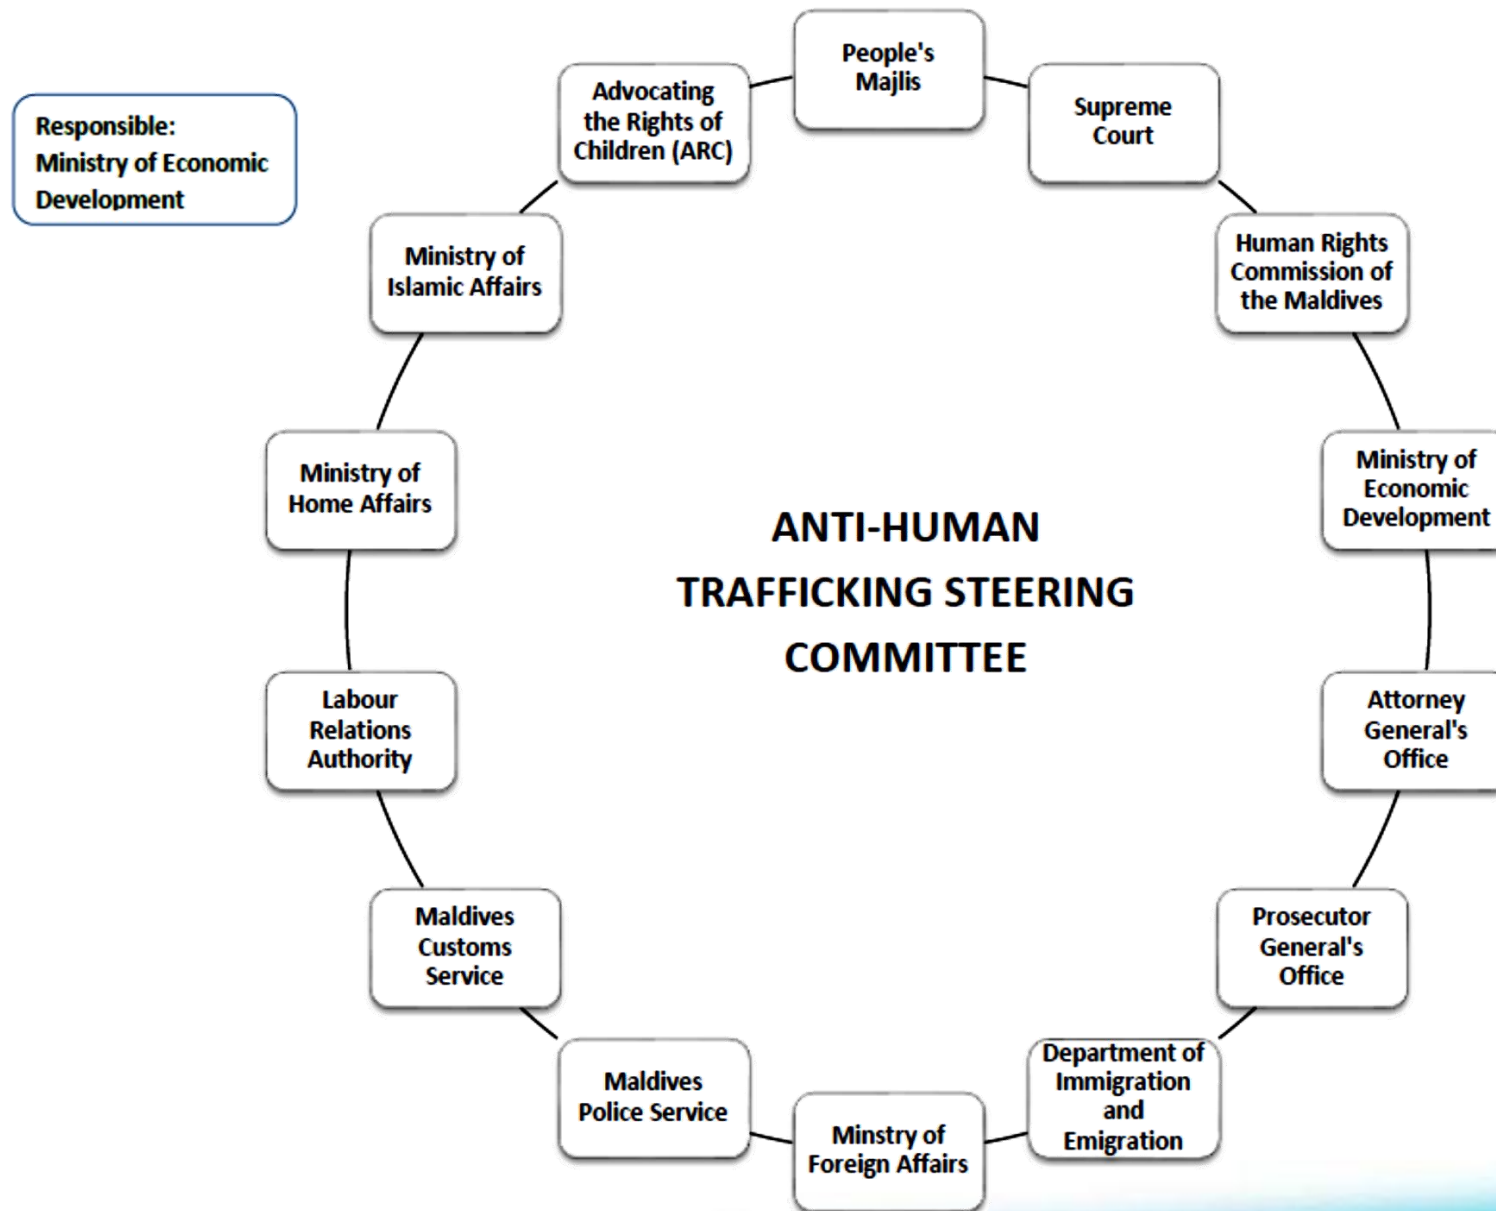 People's
Majlis
Advocating
the Rights of
Children (ARC)
Supreme
Court
Responsible:
Ministry of Economic
Development
Ministry of
Islamic Affairs
Human Rights
Commission of
the Maldives
Ministry of
Home Affairs
Ministry of
Economic
Development
ANTI-HUMAN
TRAFFICKING STEERING
COMMITTEE
Labour
Relations
Authority
Attorney
General's
Office
Maldives
Customs
Service
Prosecutor
General's
Office
Maldives
Police Service
Department of
Immigration
and
Emigration
Minstry of
Foreign Affairs